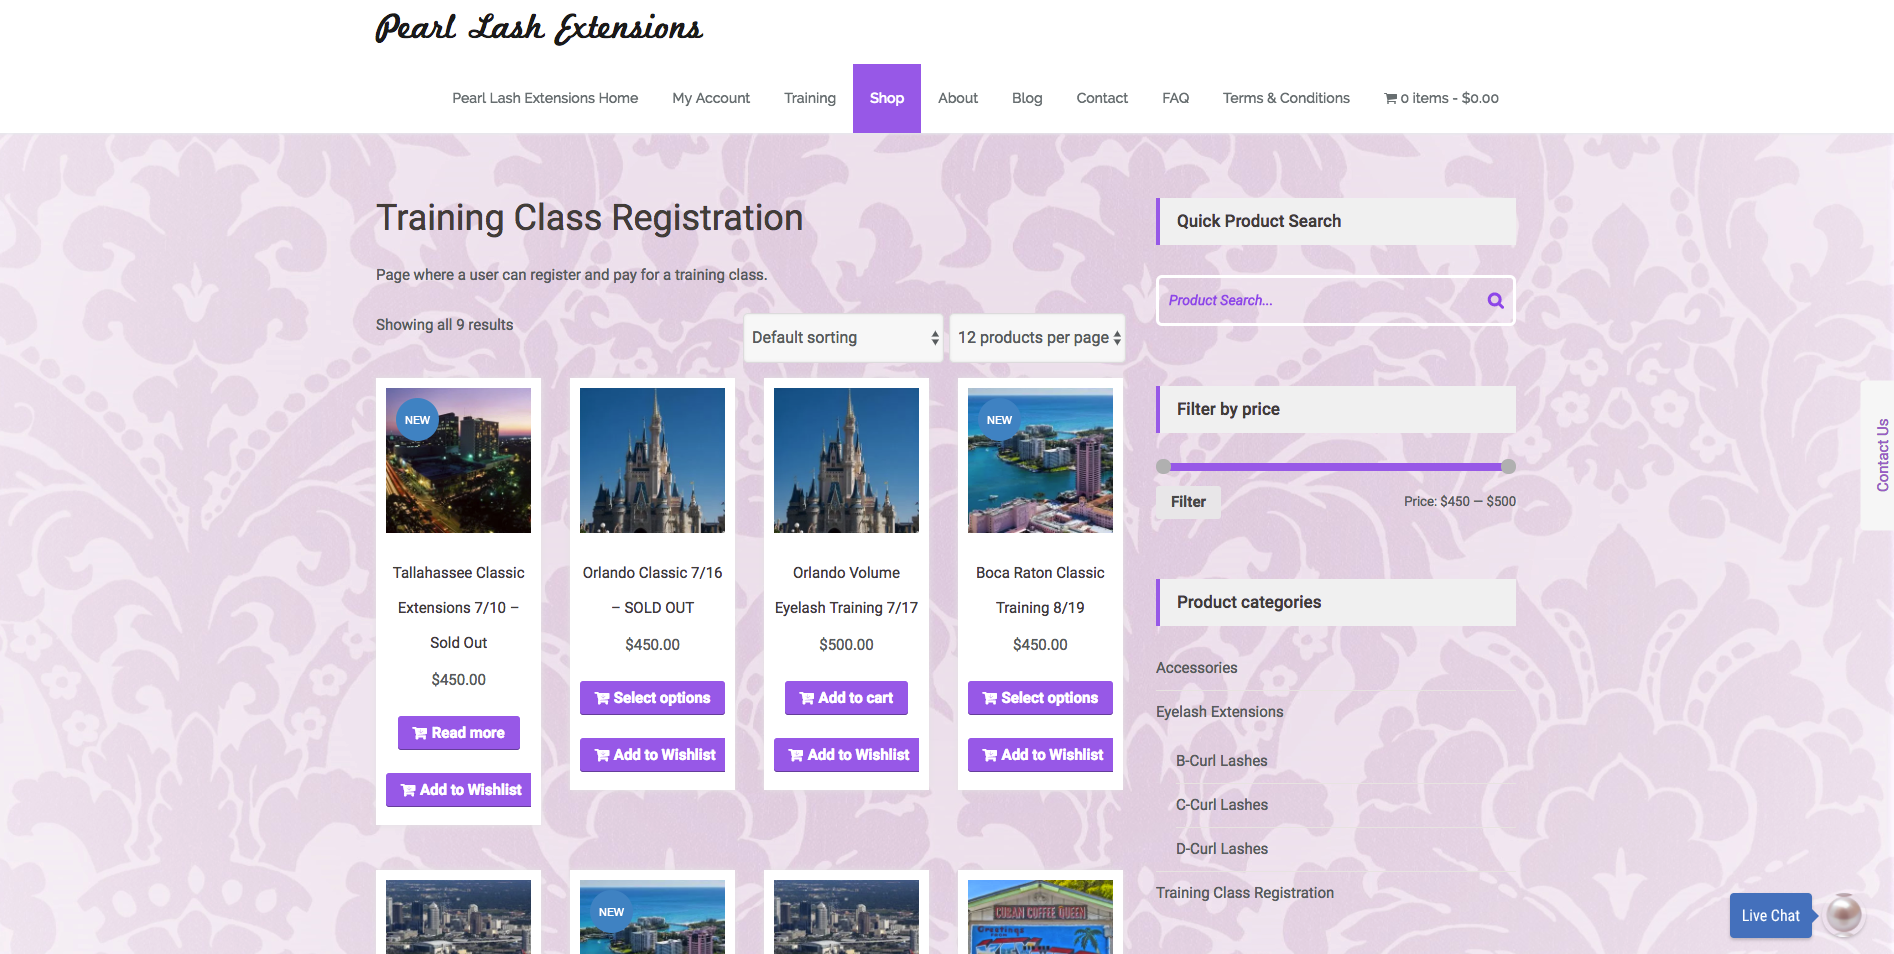 Pearl Lash Extensions
Pearl Lash Extensions Home
My Account
Training
Shop
About
Blog
Contact
FAQ
Terms & Conditions
0 items - $0.00
Training Class Registration
Page where a user can register and pay for a training class.
Showing all 9 results
Default sorting
12 products per page
NEW
Tallahassee Classic
Extensions 7/10 –
Sold Out
$450.00
Read more
Add to Wishlist
Orlando Classic 7/16
– SOLD OUT
$450.00
Select options
Add to Wishlist
Orlando Volume
Eyelash Training 7/17
$500.00
Add to cart
Add to Wishlist
NEW
Boca Raton Classic
Training 8/19
$450.00
Select options
Add to Wishlist
NEW
CUBAN COFFEE QUEEN
Greetings FROM
Quick Product Search
Product Search...
Filter by price
Filter
Price: $450 — $500
Product categories
Accessories
Eyelash Extensions
B-Curl Lashes
C-Curl Lashes
D-Curl Lashes
Training Class Registration
Contact Us
Live Chat